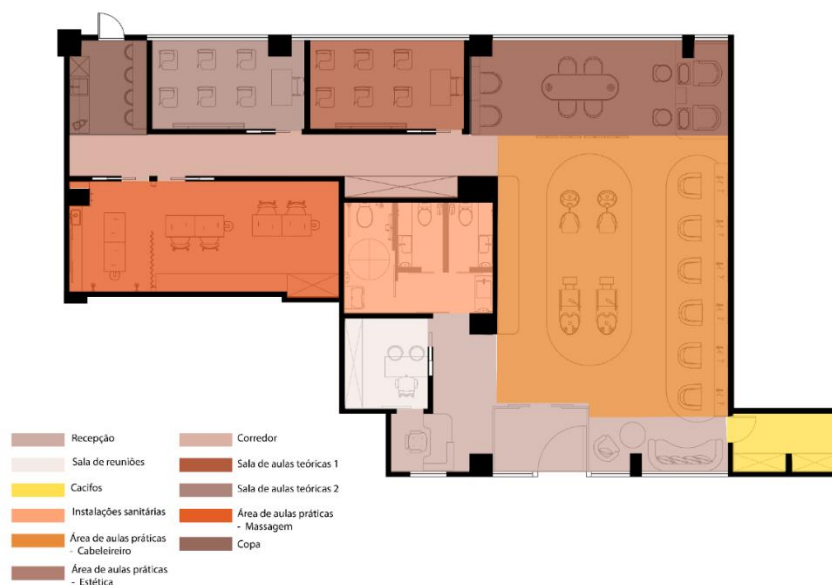 Recepção
Sala de reuniões
Cacifos
Instalações sanitárias
Área de aulas práticas
- Cabeleireiro
Área de aulas práticas
- Estética
Corredor
Sala de aulas teóricas 1
Sala de aulas teóricas 2
Área de aulas práticas
- Massagem
Copa